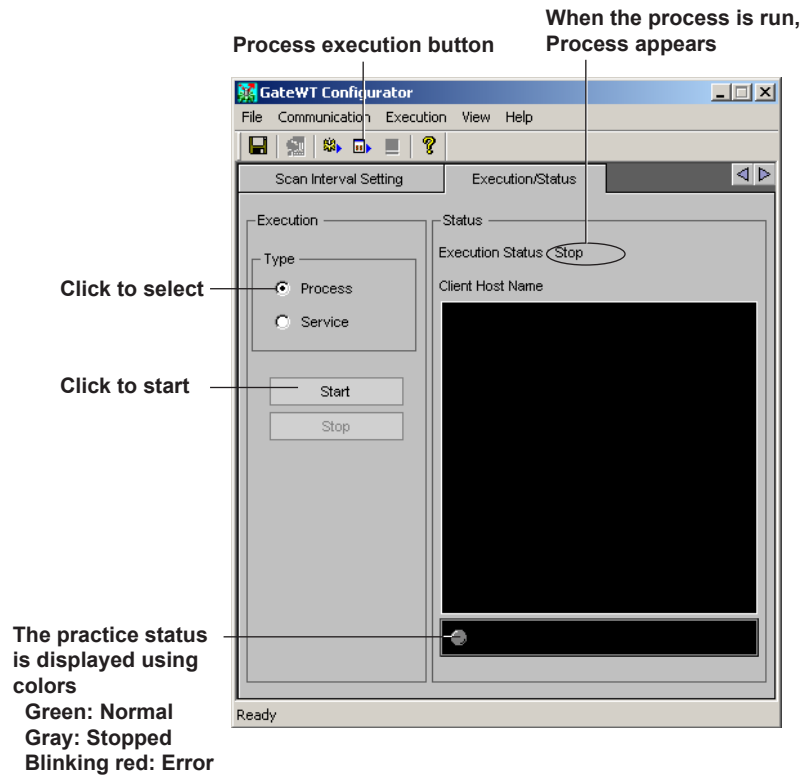 When the process is run,
Process appears
Process execution button
GateWT Configurator
File Communication Execution View Help
Scan Interval Setting
Execution/Status
Execution
Type
Process
Service
Start
Stop
Status
Execution Status Stop
Client Host Name
Click to select
Click to start
The practice status
is displayed using
colors
Green: Normal
Gray: Stopped
Blinking red: Error
Ready